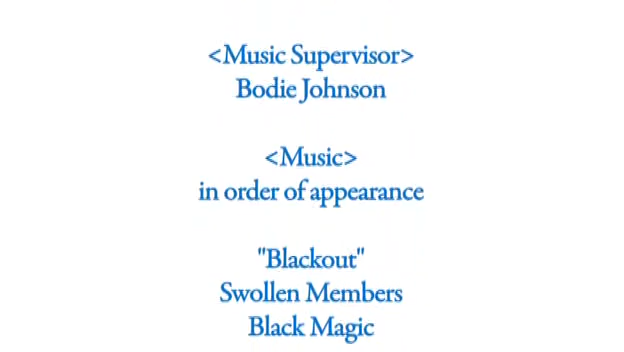 <Music Supervisor>
Bodie Johnson
<Music>
in order of appearance
"Blackout"
Swollen Members
Black Magic